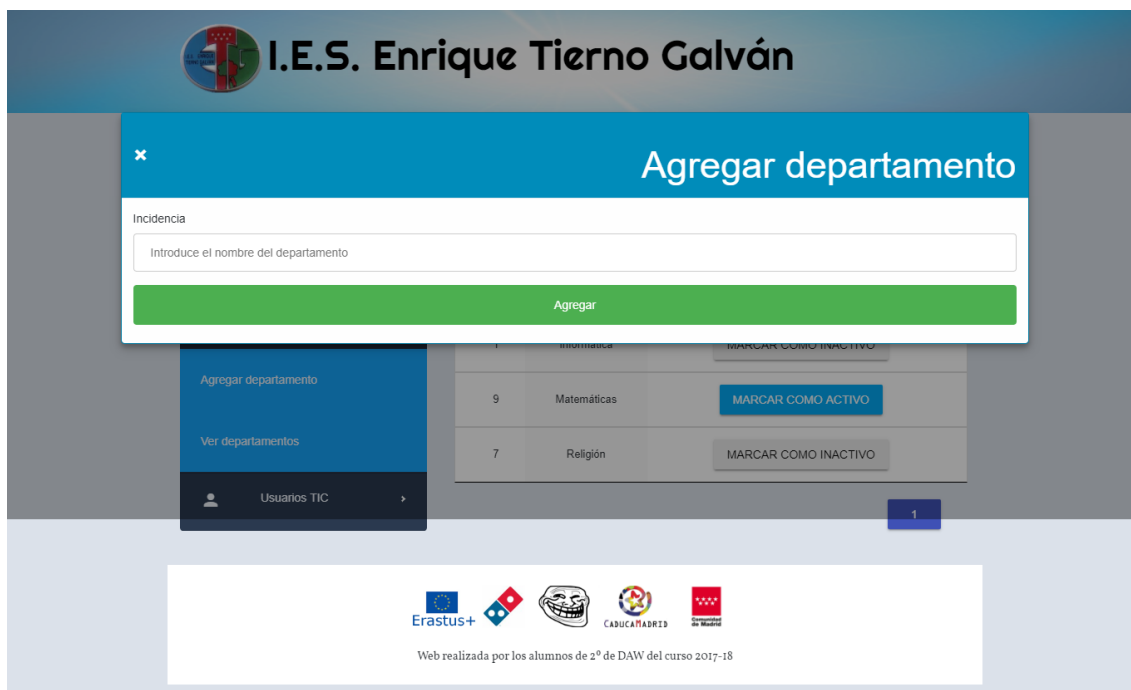 I.E.S. Enrique Tierno Galván
×
Agregar departamento
Incidencia
Introduce el nombre del departamento
Agregar
1 Informática MARCAR COMO INACTIVO
Agregar departamento
9 Matemáticas MARCAR COMO ACTIVO
Ver departamentos
7 Religión MARCAR COMO INACTIVO
Usuarios TIC ›
1
Erastus+
CADUCAMADRID
Comunidad
de Madrid
Web realizada por los alumnos de 2º de DAW del curso 2017-18